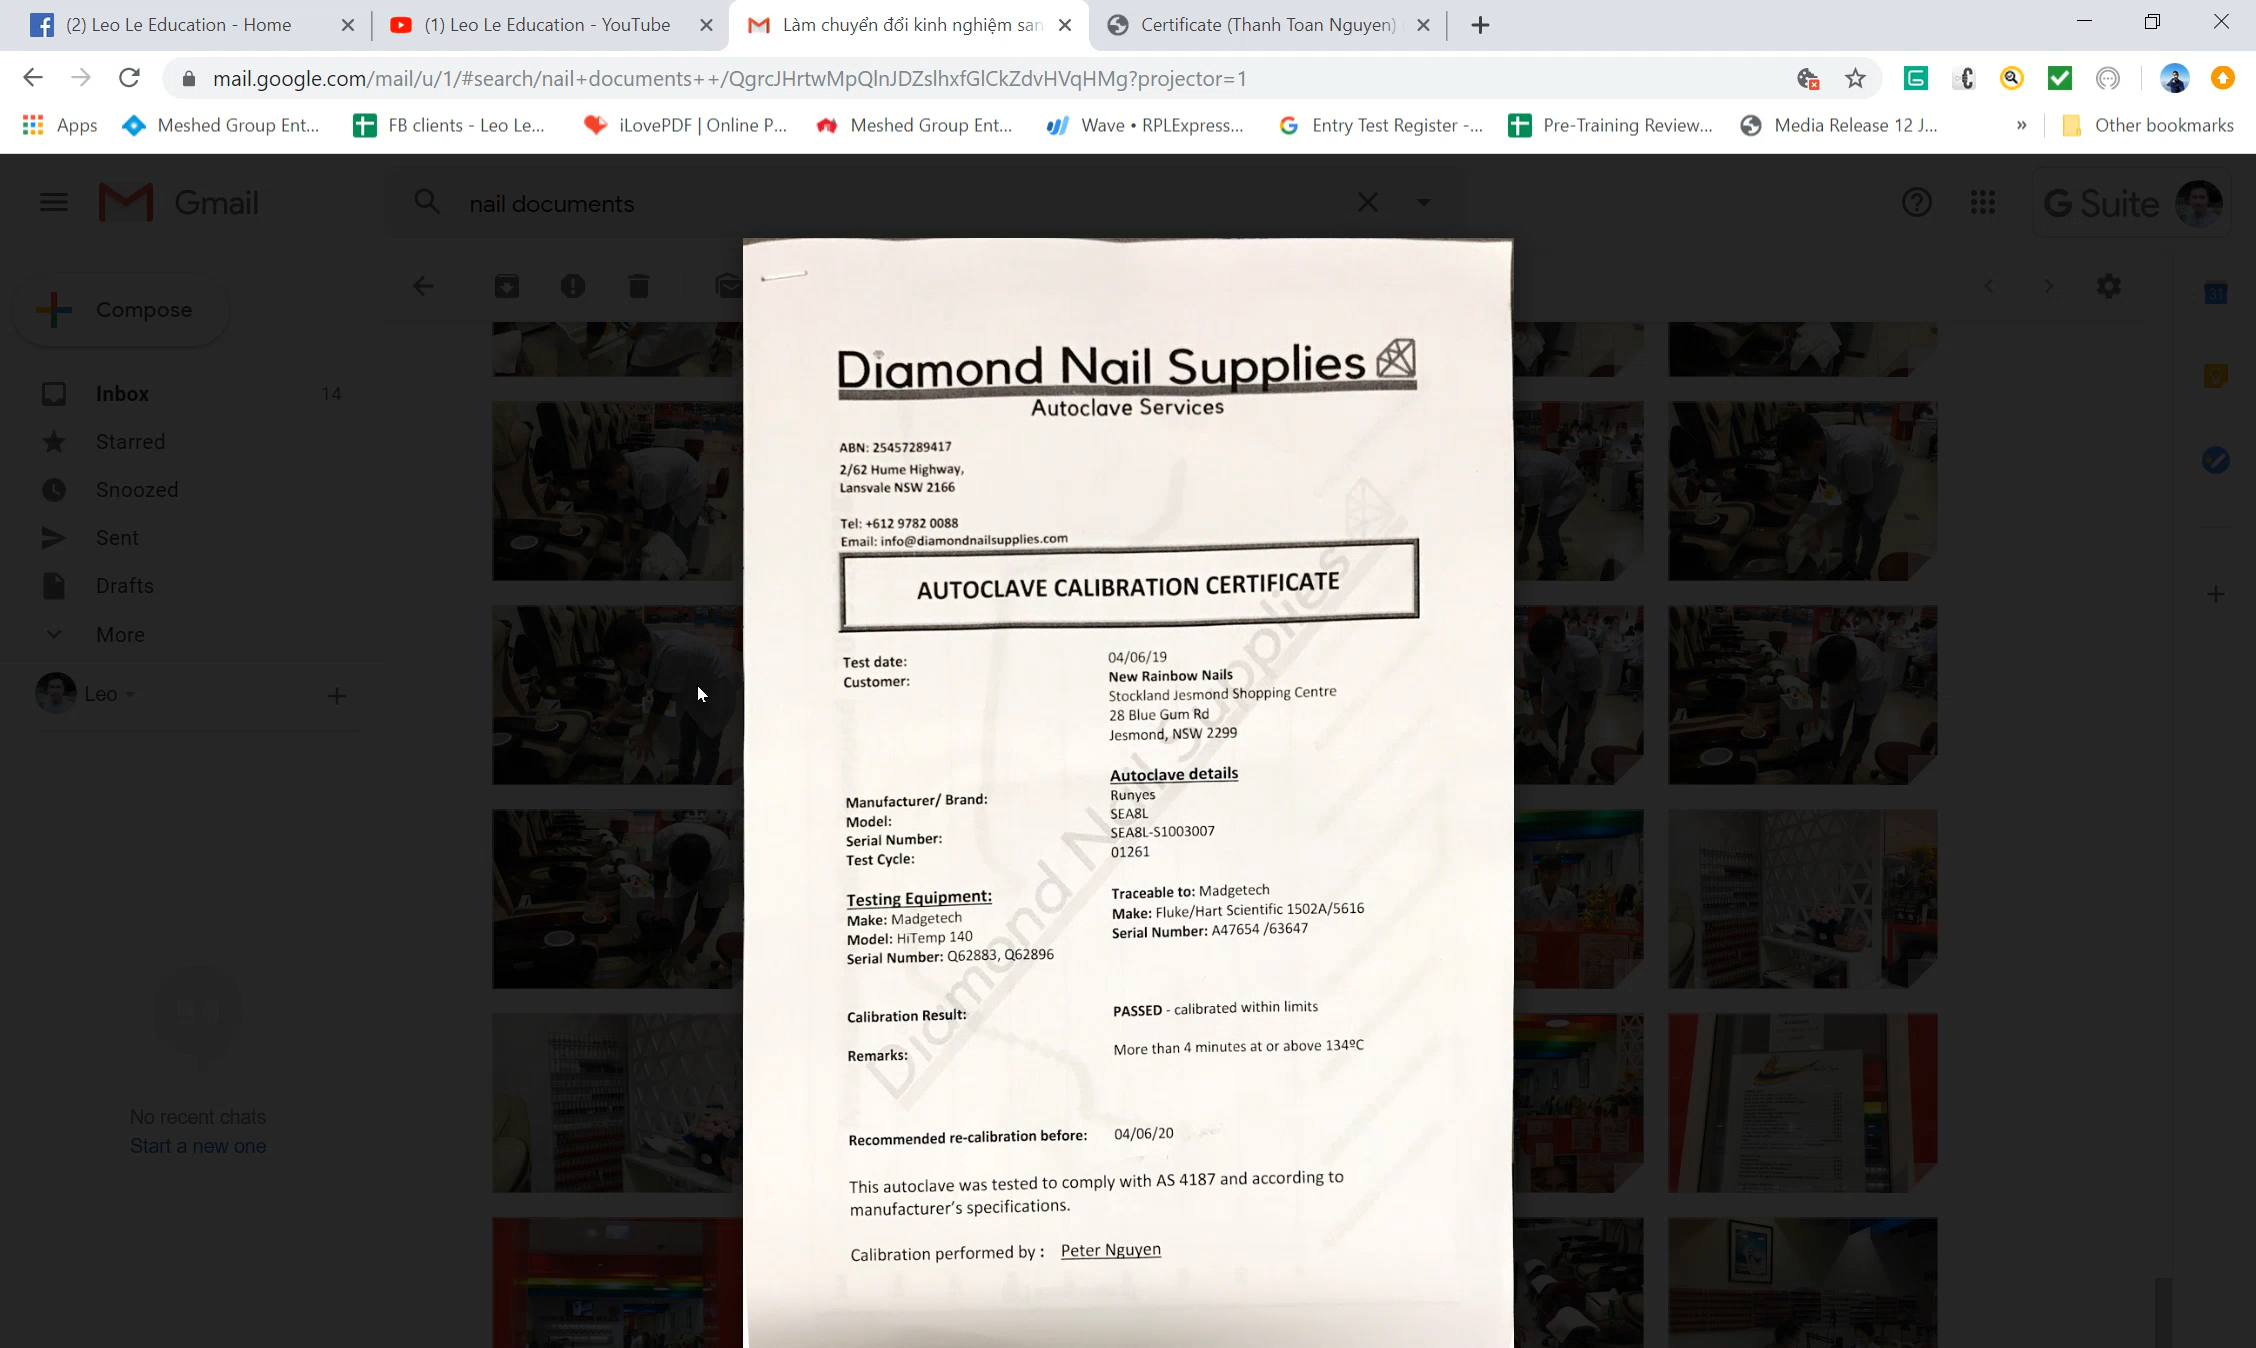 (2) Leo Le Education - Home
(1) Leo Le Education - YouTube
Làm chuyển đổi kinh nghiệm san
Certificate (Thanh Toan Nguyen)
mail.google.com/mail/u/1/#search/nail+documents++/QgrcJHrtwMpQlnJDZslhxfGlCkZdvHVqHMg?projector=1
Apps
Meshed Group Ent...
FB clients - Leo Le...
iLovePDF | Online P...
Meshed Group Ent...
Wave • RPLExpress...
Entry Test Register -...
Pre-Training Review...
Media Release 12 J...
»
Other bookmarks
Gmail
nail documents
G Suite
Compose
Inbox 14
Starred
Snoozed
Sent
Drafts
More
Leo
No recent chats
Start a new one
31
Diamond Nail Supplies
Autoclave Services
ABN: 25457289417
2/62 Hume Highway,
Lansvale NSW 2166
Tel: +612 9782 0088
Email: info@diamondnailsupplies.com
AUTOCLAVE CALIBRATION CERTIFICATE
Test date: 04/06/19
Customer: New Rainbow Nails
Stockland Jesmond Shopping Centre
28 Blue Gum Rd
Jesmond, NSW 2299
Autoclave details
Manufacturer/ Brand: Runyes
Model: SEA8L
Serial Number: SEA8L-S1003007
Test Cycle: 01261
Testing Equipment: Traceable to: Madgetech
Make: Madgetech Make: Fluke/Hart Scientific 1502A/5616
Model: HiTemp 140 Serial Number: A47654 /63647
Serial Number: Q62883, Q62896
Calibration Result: PASSED - calibrated within limits
Remarks: More than 4 minutes at or above 134ºC
Recommended re-calibration before: 04/06/20
This autoclave was tested to comply with AS 4187 and according to
manufacturer's specifications.
Calibration performed by : Peter Nguyen
Diamond Nail Supplies